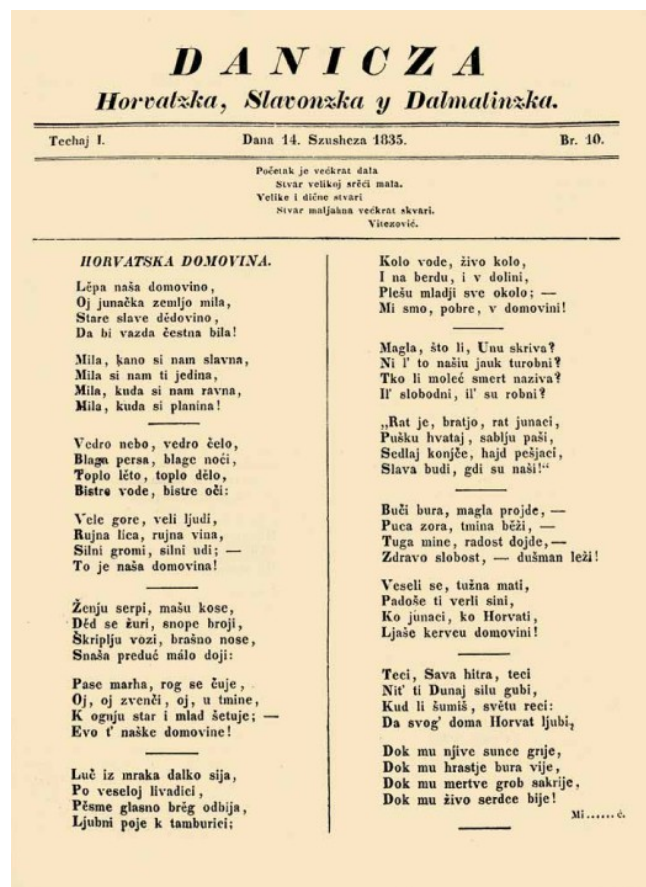 DANICZA
Horvatzka, Slavonzka y Dalmatinzka.
Techaj I. Dana 14. Szushcza 1835. Br. 10.
Početak je većkrat dala
Stvar velikoj srěći mala.
Velike i dične stvari
Stvar maljahna većkrat skvari.
Vitezović.
HORVATSKA DOMOVINA.
Lěpa naša domovino,
Oj junačka zemljo mila,
Stare slave dědovino,
Da bi vazda čestna bila!
Mila, kano si nam slavna,
Mila si nam ti jedina,
Mila, kuda si nam ravna,
Mila, kuda si planina!
Vedro nebo, vedro čelo,
Blaga persa, blage noći,
Toplo lěto, toplo dělo,
Bistre vode, bistre oči:
Vele gore, veli ljudi,
Rujna lica, rujna vina,
Silni gromi, silni udi; —
To je naša domovina!
Ženju serpi, mašu kose,
Děd se žuri, snope broji,
Škriplju vozi, brašno nose,
Snaša preduć málo doji:
Pase marha, rog se čuje,
Oj, oj zvenči, oj, u tmine,
K ognju star i mlad šetuje; —
Evo t' naške domovine!
Luč iz mraka dalko sija,
Po veseloj livadici,
Pěsme glasno brěg odbija,
Ljubni poje k tamburici;
Kolo vode, živo kolo,
I na berdu, i v dolini,
Plešu mladji sve okolo; —
Mi smo, pobre, v domovini!
Magla, što li, Unu skriva?
Ni l' to našiu jauk turobni?
Tko li moleć smert naziva?
Il' slobodni, il' su robni?
„Rat je, bratjo, rat junaci,
Pušku hvataj, sablju paši,
Sedlaj konjče, hajd pešjaci,
Slava budi, gdi su naši!“
Buči bura, magla projde, —
Puca zora, tmina běži, —
Tuga mine, radost dojde, —
Zdravo slobost, — dušman leži!
Veseli se, tužna mati,
Padoše ti verli sini,
Ko junaci, ko Horvati,
Ljaše kervcu domovini!
Teci, Sava hitra, teci
Nit' ti Dunaj silu gubi,
Kud li šumiš, světu reci:
Da svog' doma Horvat ljubi,
Dok mu njive sunce grije,
Dok mu hrastje bura vije,
Dok mu mertve grob sakrije,
Dok mu živo serdce bije!
Mi......ć.